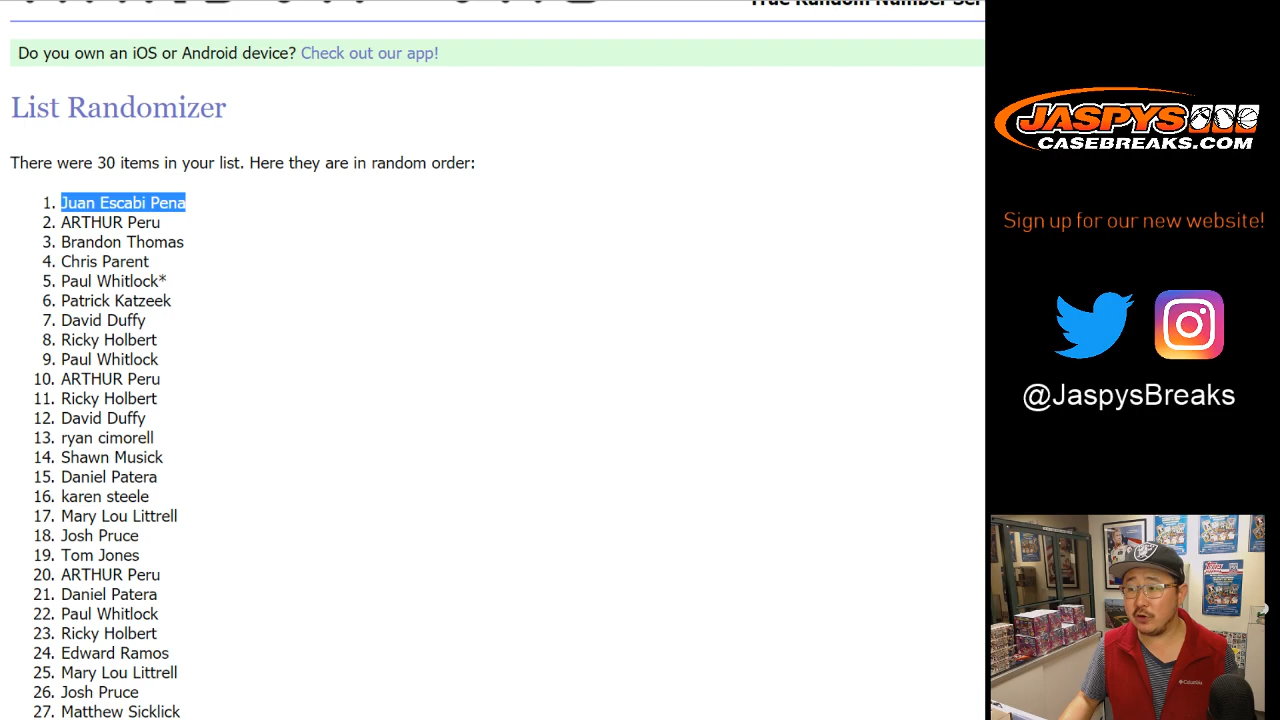 True Random Number Ser
Do you own an iOS or Android device? Check out our app!
List Randomizer
There were 30 items in your list. Here they are in random order:
1. Juan Escabi Pena
2. ARTHUR Peru
3. Brandon Thomas
4. Chris Parent
5. Paul Whitlock*
6. Patrick Katzeek
7. David Duffy
8. Ricky Holbert
9. Paul Whitlock
10. ARTHUR Peru
11. Ricky Holbert
12. David Duffy
13. ryan cimorell
14. Shawn Musick
15. Daniel Patera
16. karen steele
17. Mary Lou Littrell
18. Josh Pruce
19. Tom Jones
20. ARTHUR Peru
21. Daniel Patera
22. Paul Whitlock
23. Ricky Holbert
24. Edward Ramos
25. Mary Lou Littrell
26. Josh Pruce
27. Matthew Sicklick
JASPYS
CASEBREAKS.COM
Sign up for our new website!
@JaspysBreaks
Columbia